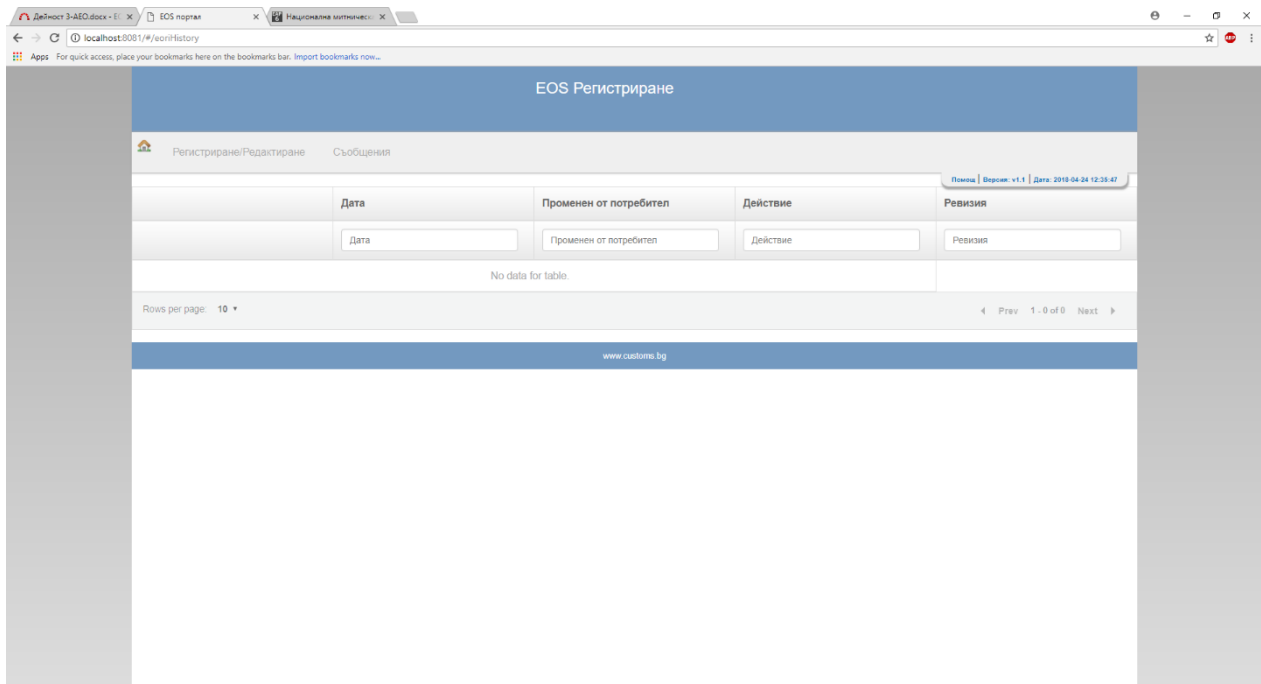 Дейност 3-АЕО.docx - E
EOS портал
Национална митническ
localhost:8081/#/eoriHistory
Apps For quick access, place your bookmarks here on the bookmarks bar. Import bookmarks now...
EOS Регистриране
Регистриране/Редактиране Съобщения
Помощ | Версия: v1.1 | Дата: 2018-04-24 12:35:47
Дата Променен от потребител Действие Ревизия
Дата Променен от потребител Действие Ревизия
No data for table.
Rows per page: 10 Prev 1 - 0 of 0 Next
www.customs.bg